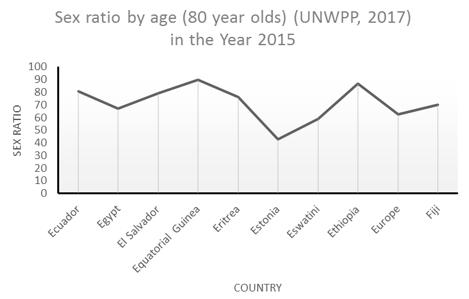 Sex ratio by age (80 year olds) (UNWPP, 2017)
in the Year 2015
SEX RATIO
100
90
80
70
60
50
40
30
20
10
0
Ecuador
Egypt
El Salvador
Equatorial Guinea
Eritrea
Estonia
Eswatini
Ethiopia
Europe
Fiji
COUNTRY